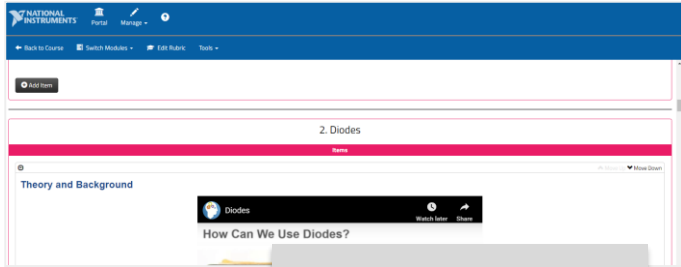 NATIONAL INSTRUMENTS
Portal Manage
Back to Course Switch Modules Edit Rubric Tools
Add Item
2. Diodes
Items
Move Down
Theory and Background
Diodes
Watch later Share
How Can We Use Diodes?